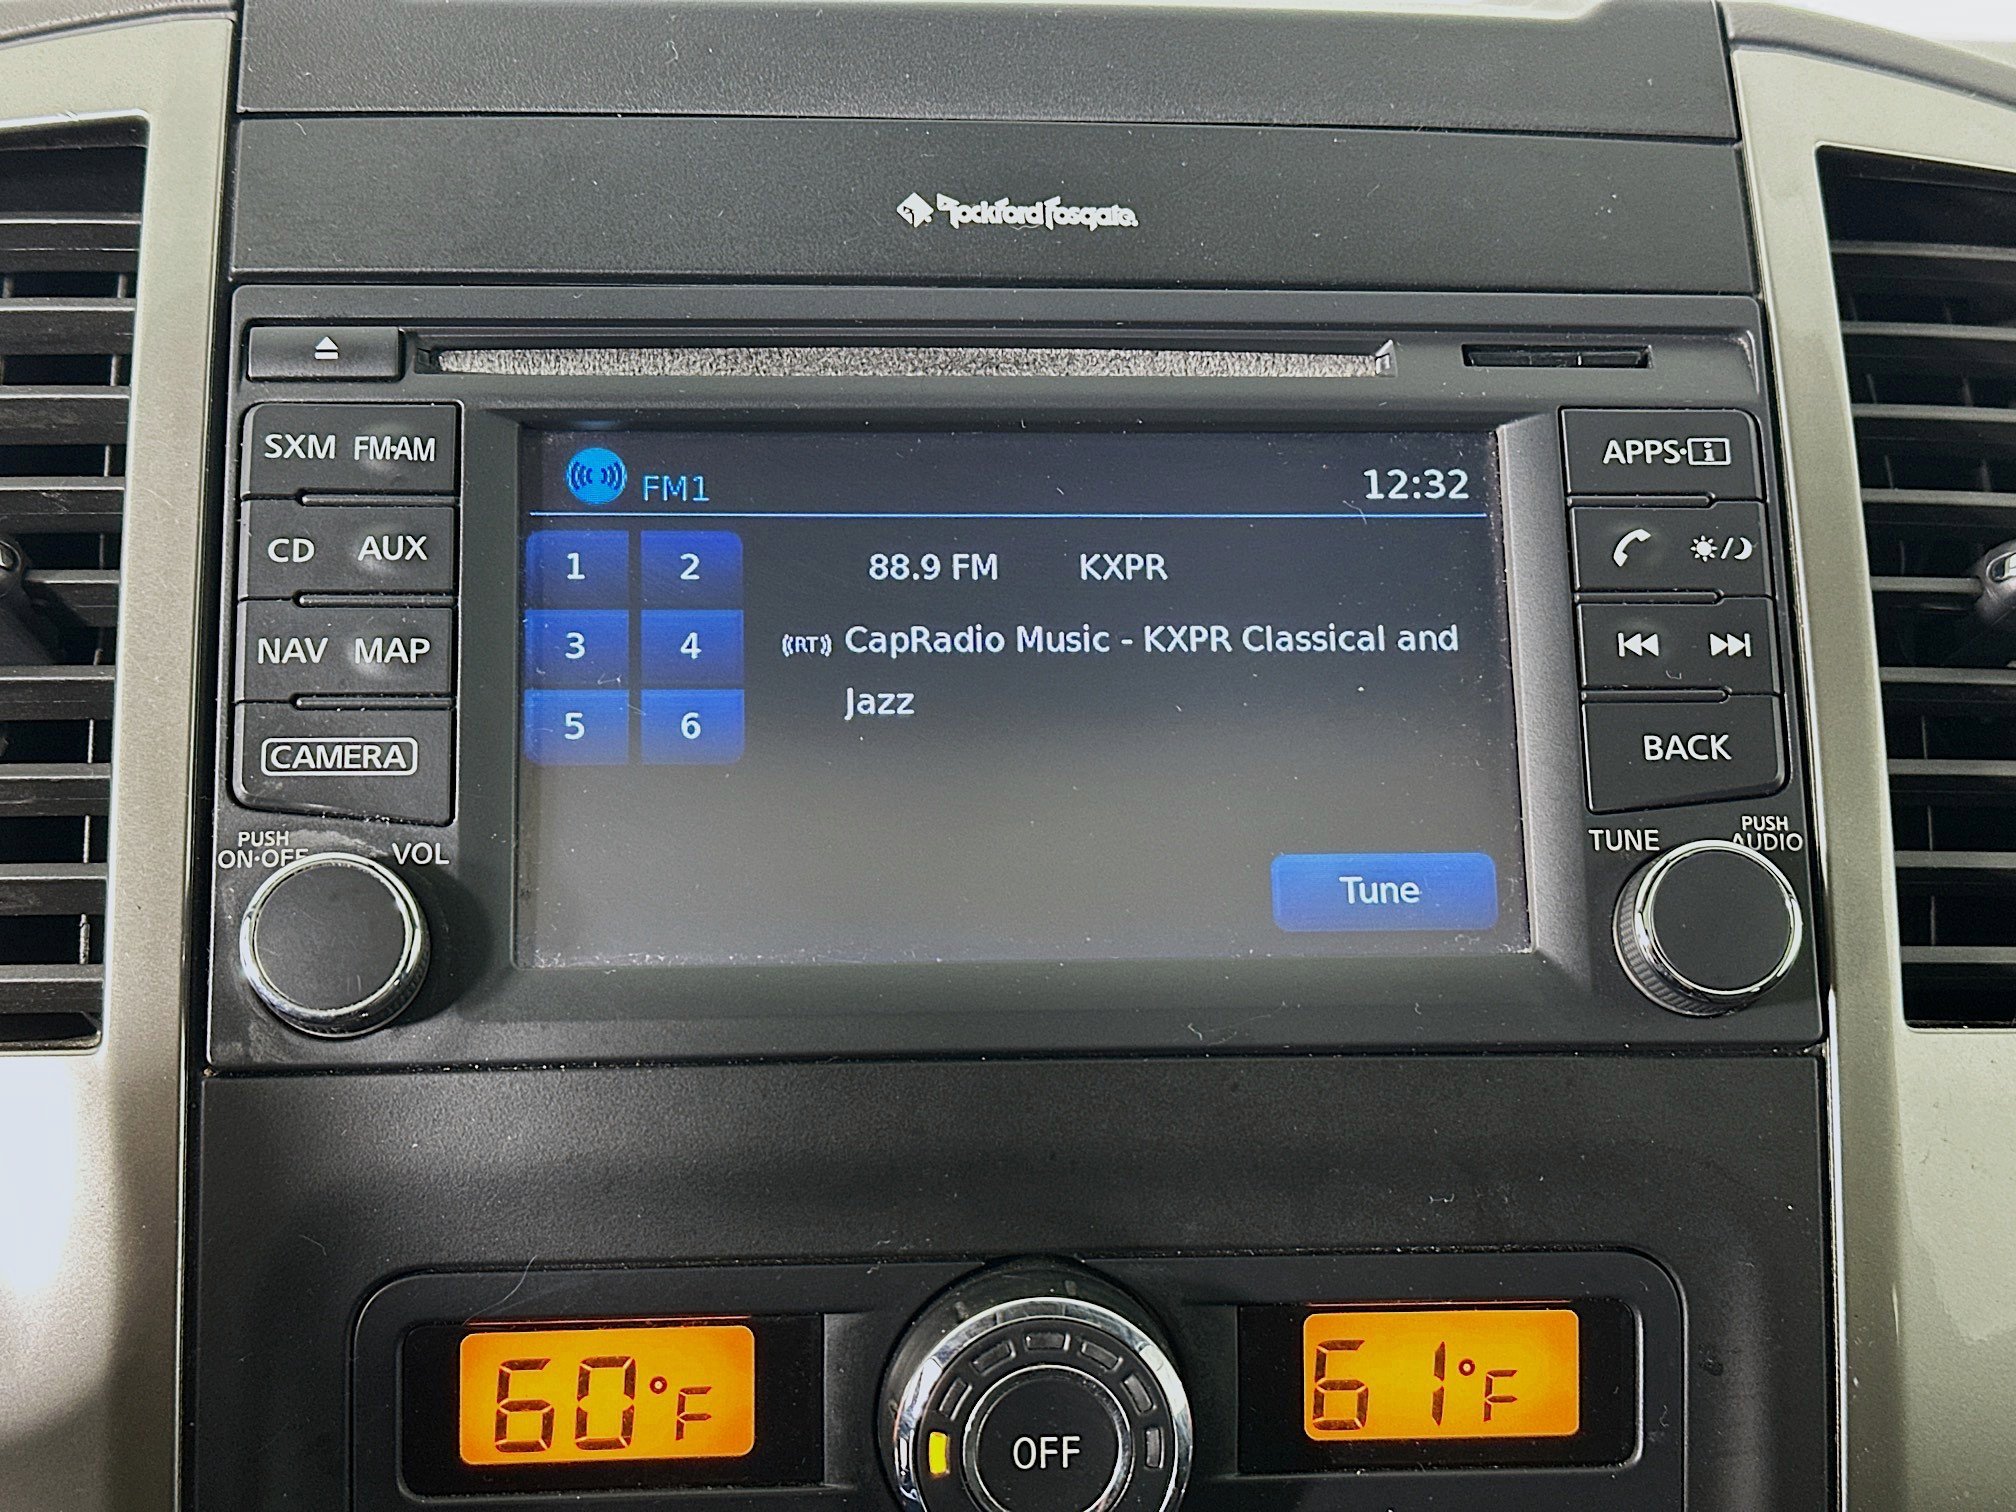 Rockford Fosgate
SXM FM·AM
CD AUX
NAV MAP
CAMERA
PUSH
ON·OFF
VOL
FM1 12:32
1 2
3 4
5 6
88.9 FM KXPR
RT CapRadio Music - KXPR Classical and
Jazz
Tune
APPS·i
BACK
TUNE
PUSH
AUDIO
60°F
OFF
61°F